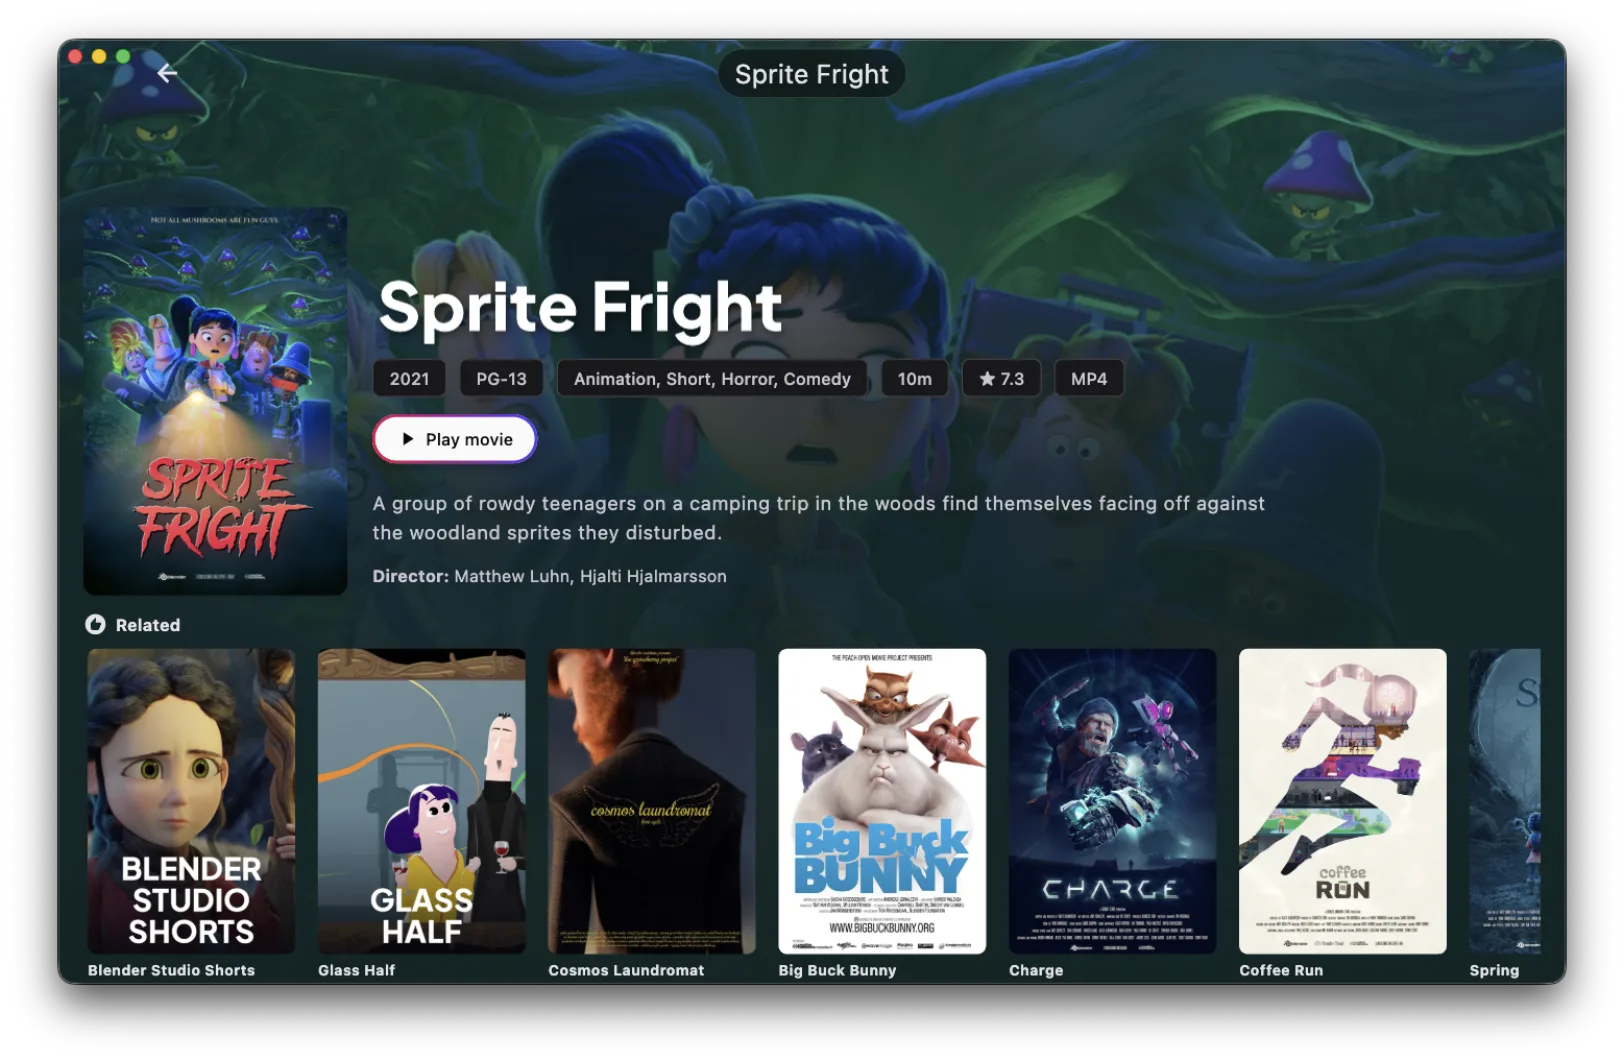 Sprite Fright
NOT ALL MUSHROOMS ARE FUN GUYS.
SPRITE
FRIGHT
Sprite Fright
2021
PG-13
Animation, Short, Horror, Comedy
10m
★ 7.3
MP4
Play movie
A group of rowdy teenagers on a camping trip in the woods find themselves facing off against
the woodland sprites they disturbed.
Director: Matthew Luhn, Hjalti Hjalmarsson
Related
BLENDER
STUDIO
SHORTS
Blender Studio Shorts
GLASS
HALF
Glass Half
cosmos laundromat
Cosmos Laundromat
THE PEACH OPEN MOVIE PROJECT PRESENTS
Big Buck
BUNNY
WWW.BIGBUCKBUNNY.ORG
Big Buck Bunny
CHARGE
Charge
coffee
RUN
Coffee Run
Spring